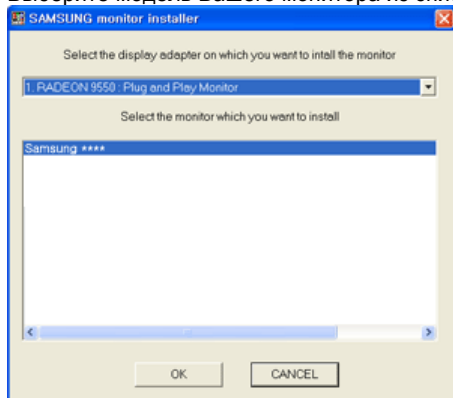 SAMSUNG monitor installer
Select the display adapter on which you want to intall the monitor
1. RADEON 9550 : Plug and Play Monitor
Select the monitor which you want to install
Samsung ****
OK
CANCEL